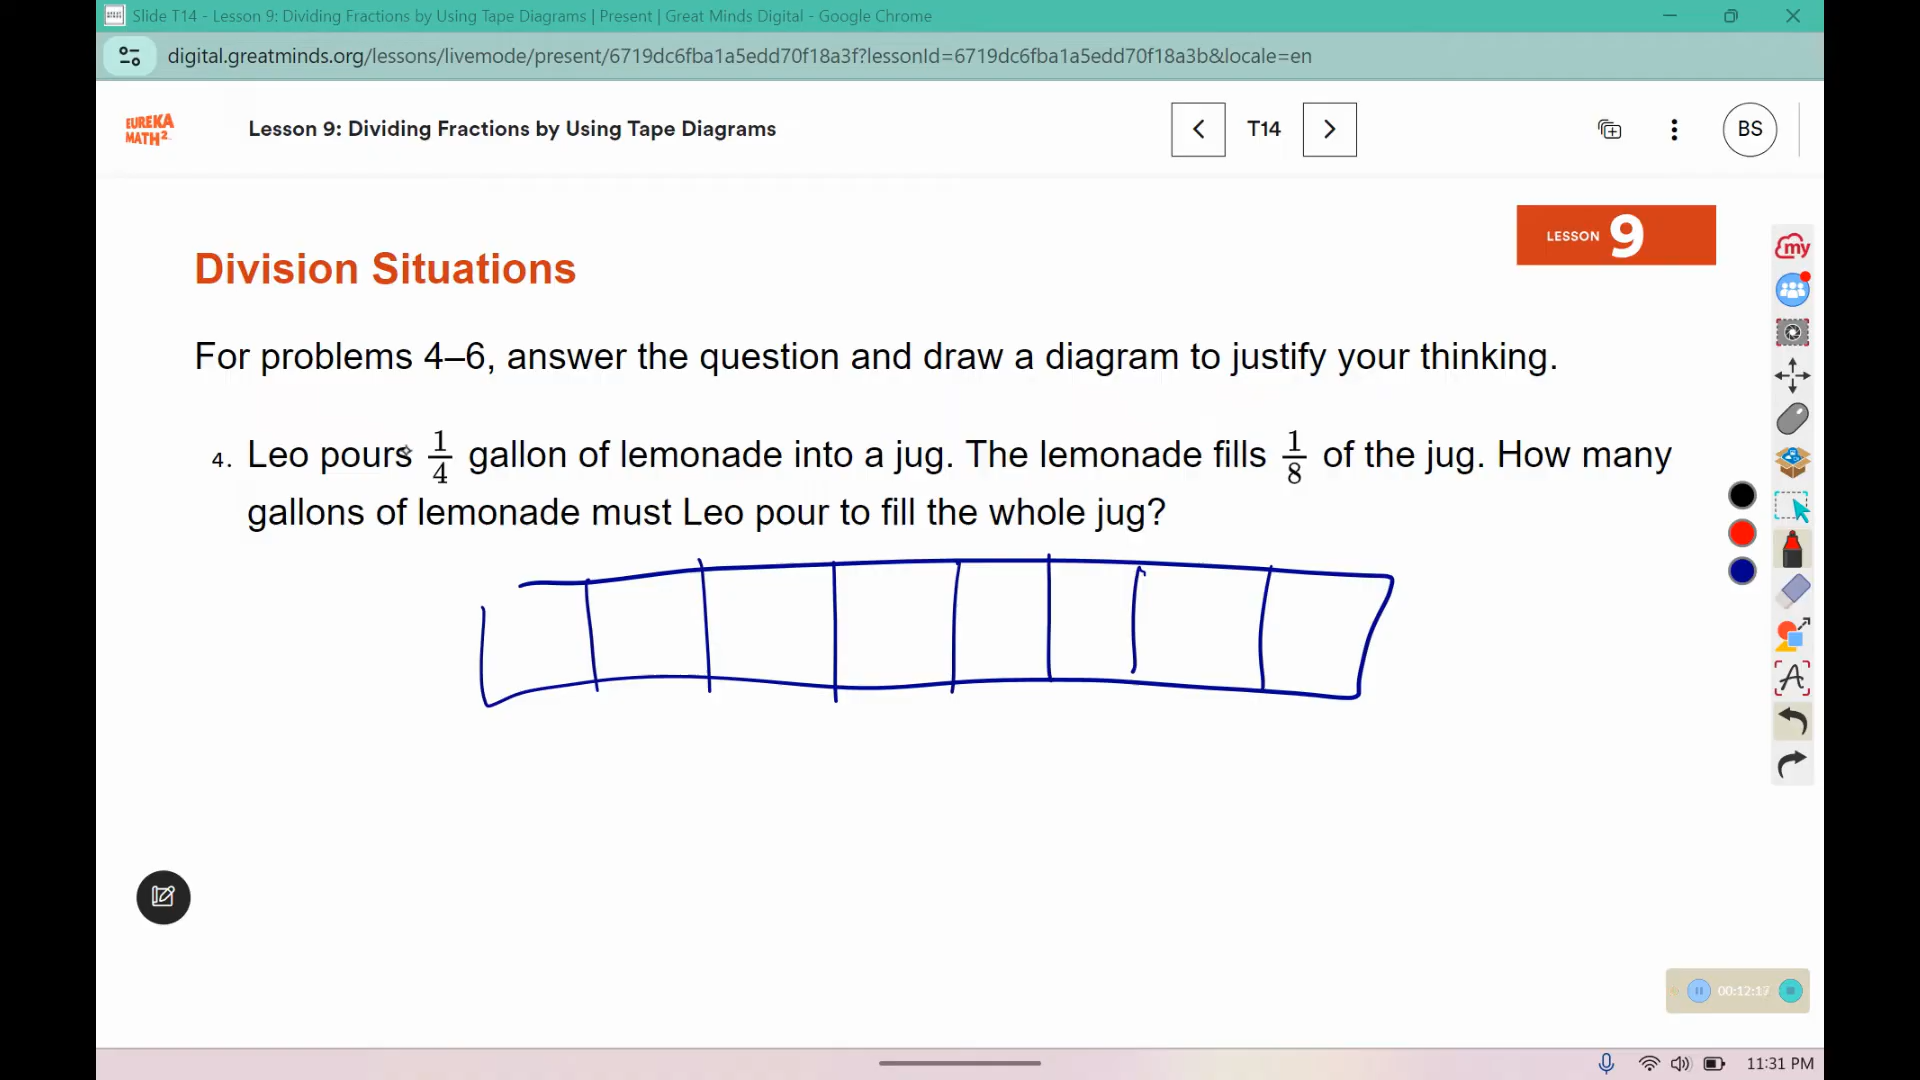 Slide T14 - Lesson 9: Dividing Fractions by Using Tape Diagrams | Present | Great Minds Digital - Google Chrome
digital.greatminds.org/lessons/livemode/present/6719dc6fba1a5edd70f18a3f?lessonId=6719dc6fba1a5edd70f18a3b&locale=en
EUREKA MATH²
Lesson 9: Dividing Fractions by Using Tape Diagrams
T14
BS
LESSON 9
my
Division Situations
For problems 4–6, answer the question and draw a diagram to justify your thinking.
4. Leo pours 1/4 gallon of lemonade into a jug. The lemonade fills 1/8 of the jug. How many
gallons of lemonade must Leo pour to fill the whole jug?
A
00:12:17
11:31 PM